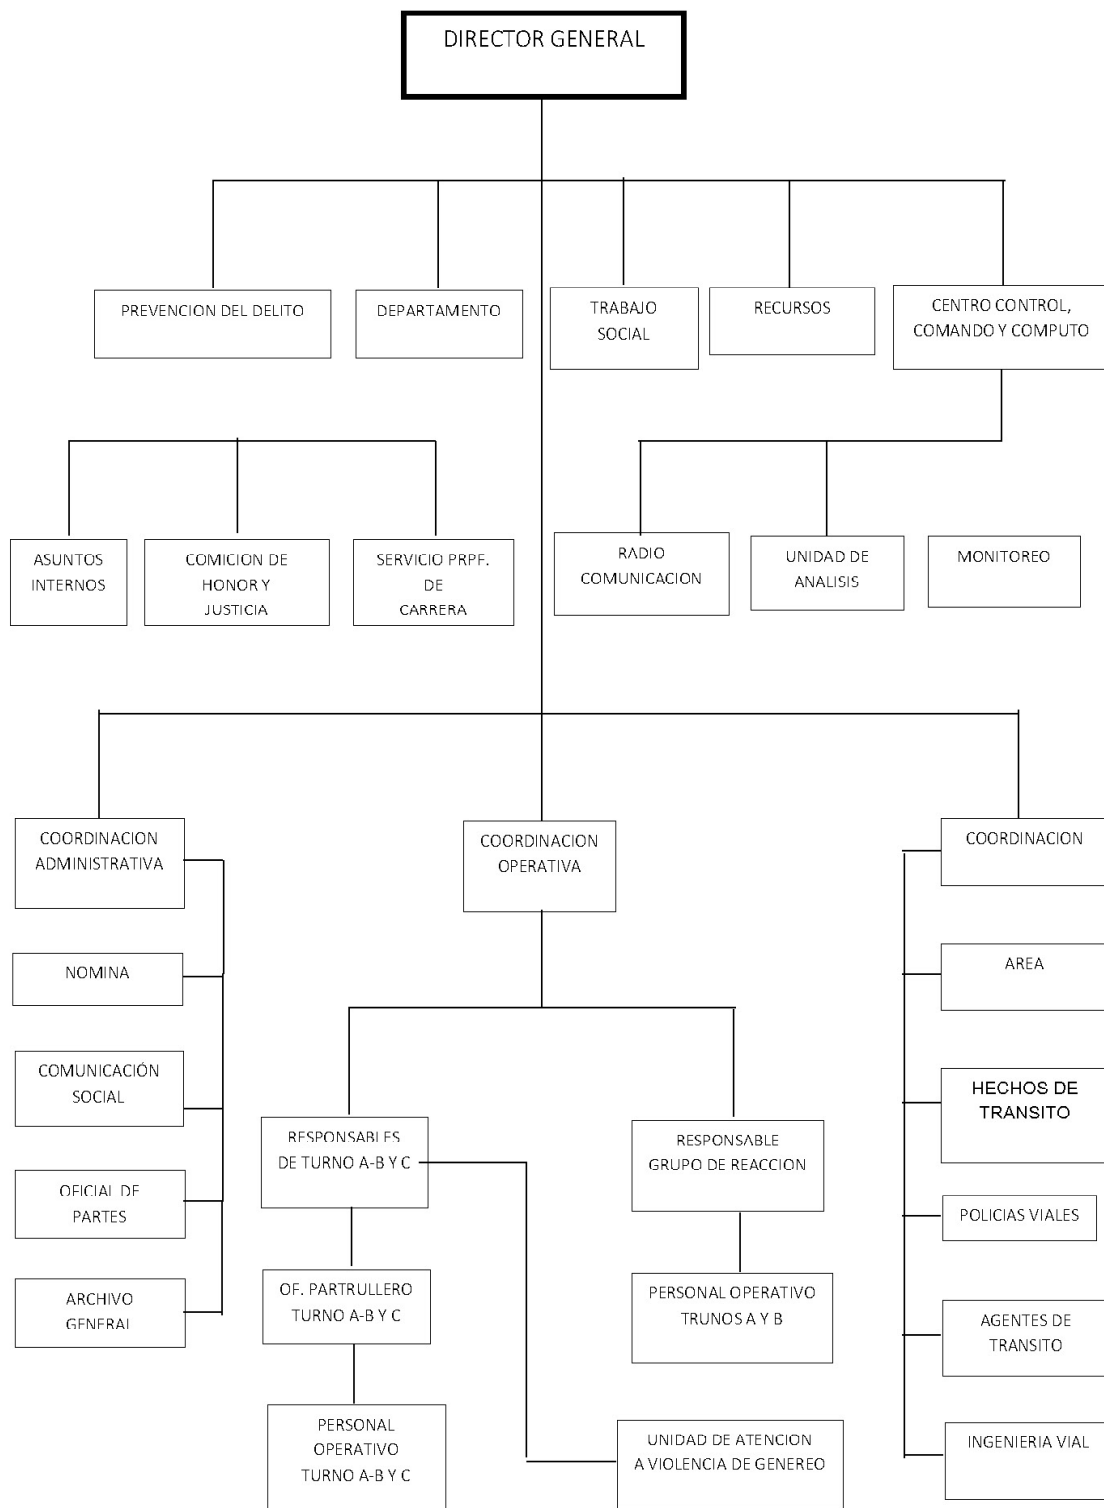 DIRECTOR GENERAL
PREVENCION DEL DELITO
DEPARTAMENTO
TRABAJO
SOCIAL
RECURSOS
CENTRO CONTROL,
COMANDO Y COMPUTO
ASUNTOS
INTERNOS
COMICION DE
HONOR Y
JUSTICIA
SERVICIO PRPF.
DE
CARRERA
RADIO
COMUNICACION
UNIDAD DE
ANALISIS
MONITOREO
COORDINACION
ADMINISTRATIVA
COORDINACION
OPERATIVA
COORDINACION
NOMINA
AREA
COMUNICACIÓN
SOCIAL
HECHOS DE
TRANSITO
RESPONSABLES
DE TURNO A-B Y C
RESPONSABLE
GRUPO DE REACCION
OFICIAL DE
PARTES
POLICIAS VIALES
ARCHIVO
GENERAL
OF. PARTRULLERO
TURNO A-B Y C
PERSONAL OPERATIVO
TRUNOS A Y B
AGENTES DE
TRANSITO
PERSONAL
OPERATIVO
TURNO A-B Y C
UNIDAD DE ATENCION
A VIOLENCIA DE GENEREO
INGENIERIA VIAL